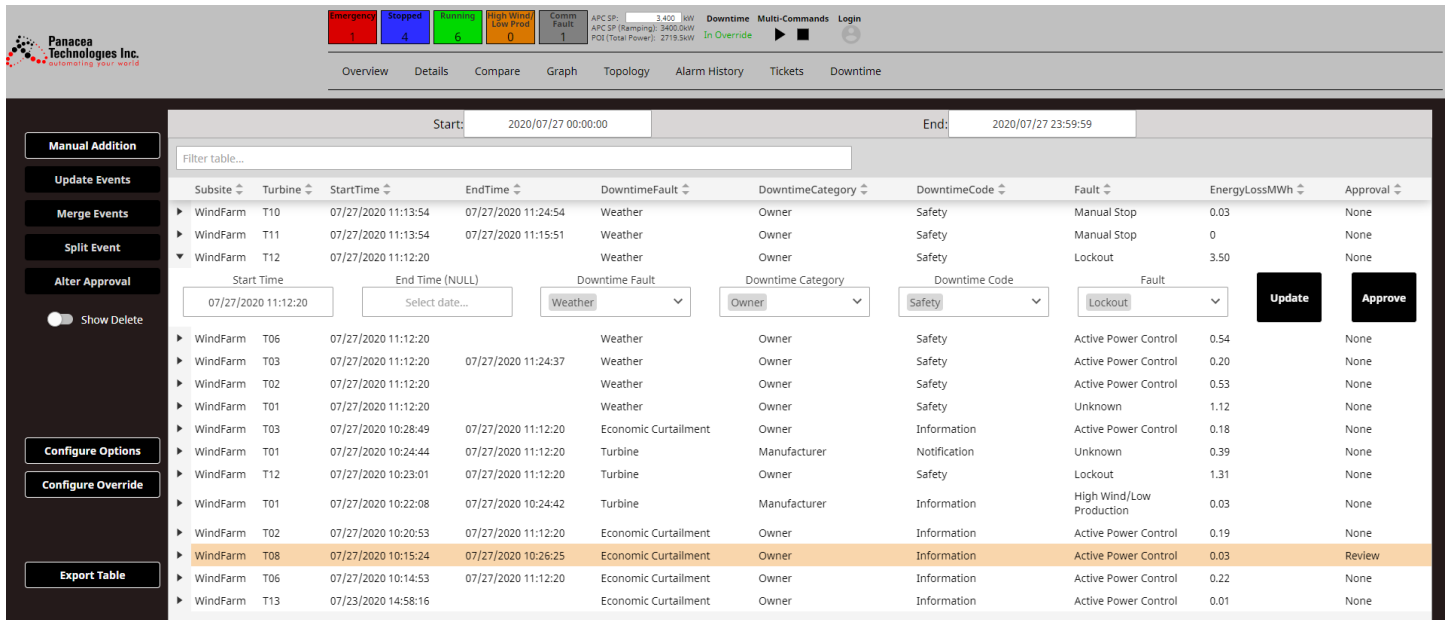 Panacea
Technologies Inc.
automating your world
Emergency 1
Stopped 4
Running 6
High Wind/ Low Prod 0
Comm Fault 1
APC SP: 3,400 kW
APC SP (Ramping): 3400.0kW
POI (Total Power): 2719.5kW
Downtime Multi-Commands Login
In Override
Overview Details Compare Graph Topology Alarm History Tickets Downtime
Manual Addition
Update Events
Merge Events
Split Event
Alter Approval
Show Delete
Configure Options
Configure Override
Export Table
Start: 2020/07/27 00:00:00 End: 2020/07/27 23:59:59
Filter table...
Subsite Turbine StartTime EndTime DowntimeFault DowntimeCategory DowntimeCode Fault EnergyLossMWh Approval
WindFarm T10 07/27/2020 11:13:54 07/27/2020 11:24:54 Weather Owner Safety Manual Stop 0.03 None
WindFarm T11 07/27/2020 11:13:54 07/27/2020 11:15:51 Weather Owner Safety Manual Stop 0 None
WindFarm T12 07/27/2020 11:12:20 Weather Owner Safety Lockout 3.50 None
Start Time End Time (NULL) Downtime Fault Downtime Category Downtime Code Fault
07/27/2020 11:12:20 Select date... Weather Owner Safety Lockout Update Approve
WindFarm T06 07/27/2020 11:12:20 Weather Owner Safety Active Power Control 0.54 None
WindFarm T03 07/27/2020 11:12:20 07/27/2020 11:24:37 Weather Owner Safety Active Power Control 0.20 None
WindFarm T02 07/27/2020 11:12:20 Weather Owner Safety Active Power Control 0.53 None
WindFarm T01 07/27/2020 11:12:20 Weather Owner Safety Unknown 1.12 None
WindFarm T03 07/27/2020 10:28:49 07/27/2020 11:12:20 Economic Curtailment Owner Information Active Power Control 0.18 None
WindFarm T01 07/27/2020 10:24:44 07/27/2020 11:12:20 Turbine Manufacturer Notification Unknown 0.39 None
WindFarm T12 07/27/2020 10:23:01 07/27/2020 11:12:20 Turbine Owner Safety Lockout 1.31 None
WindFarm T01 07/27/2020 10:22:08 07/27/2020 10:24:42 Turbine Manufacturer Information High Wind/Low Production 0.03 None
WindFarm T02 07/27/2020 10:20:53 07/27/2020 11:12:20 Economic Curtailment Owner Information Active Power Control 0.19 None
WindFarm T08 07/27/2020 10:15:24 07/27/2020 10:26:25 Economic Curtailment Owner Information Active Power Control 0.03 Review
WindFarm T06 07/27/2020 10:14:53 07/27/2020 11:12:20 Economic Curtailment Owner Information Active Power Control 0.22 None
WindFarm T13 07/23/2020 14:58:16 Economic Curtailment Owner Information Active Power Control 0.01 None